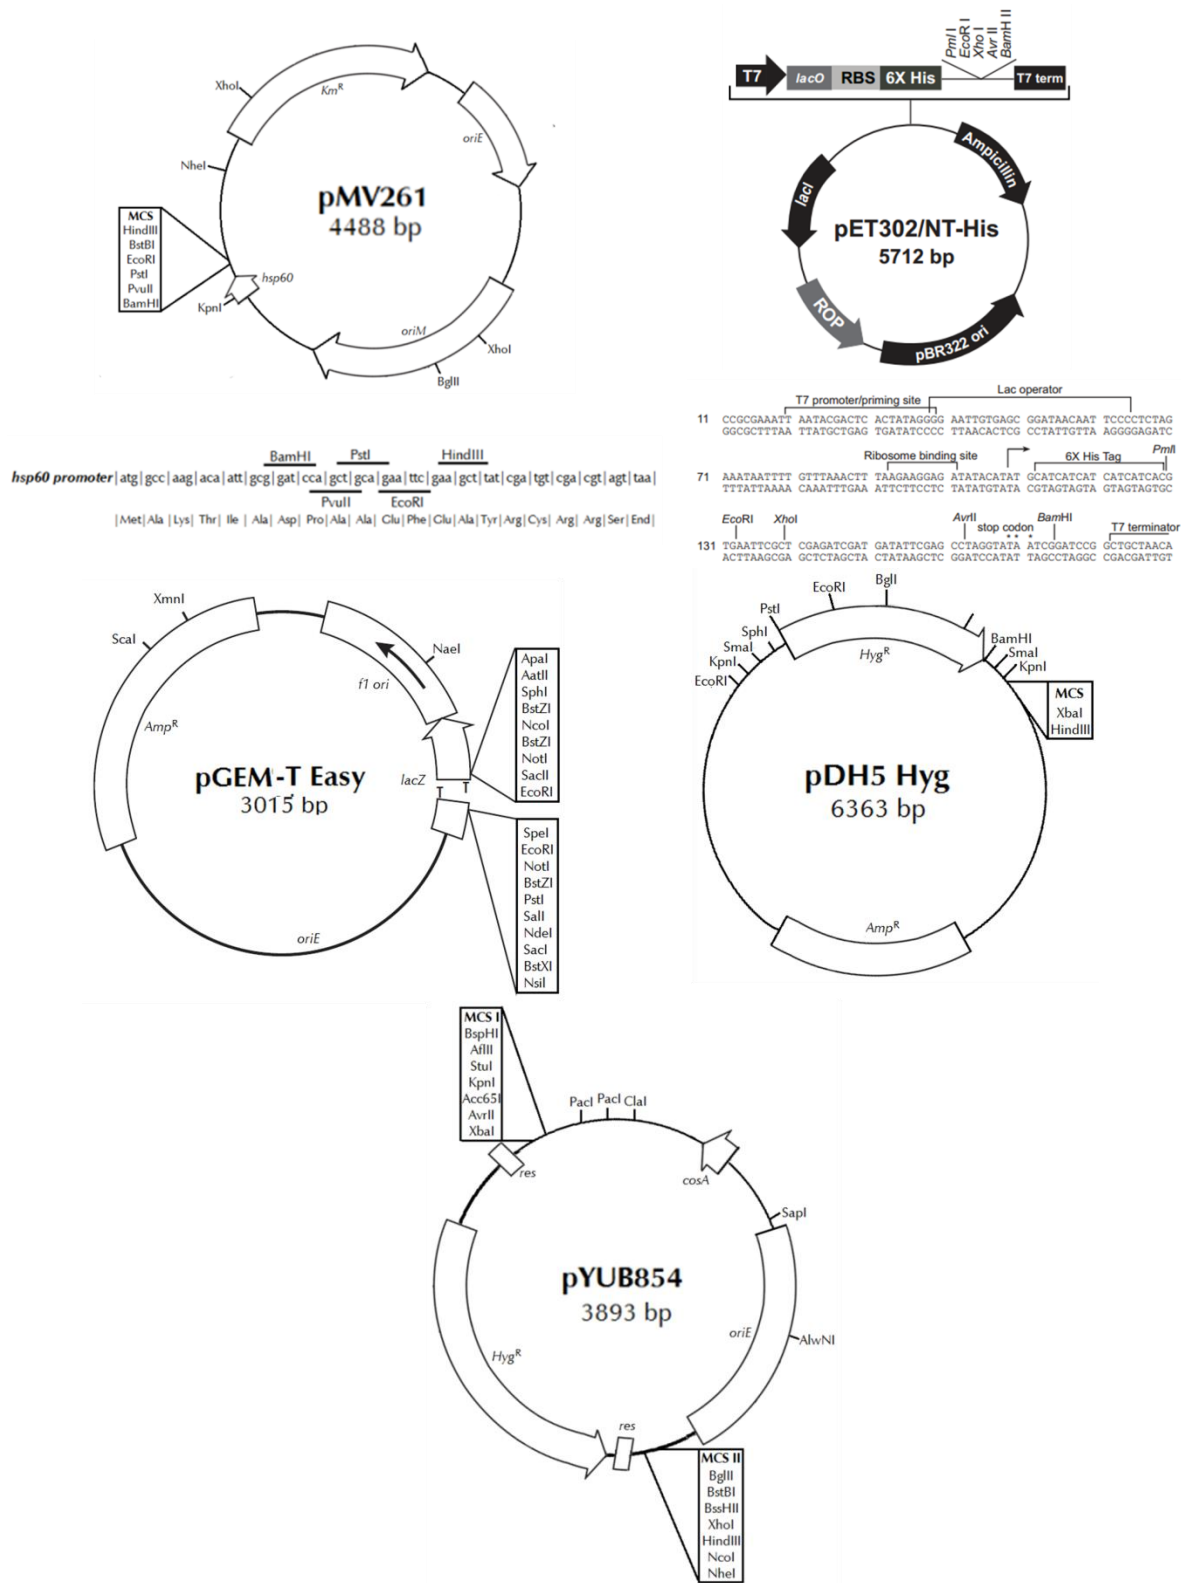 XhoI
Km^R
oriE
NheI
pMV261
4488 bp
MCS
HindIII
BstBI
EcoRI
PstI
PvuII
BamHI
hsp60
KpnI
oriM
XhoI
BglII
PmlI
EcoR I
Xho I
Avr II
BamH II
T7
lacO
RBS
6X His
T7 term
Ampicillin
lacI
pET302/NT-His
5712 bp
ROP
pBR322 ori
BamHI
PstI
HindIII
hsp60 promoter|atg|gcc|aag|aca|att|gcg|gat|cca|gct|gca|gaa|ttc|gaa|gct|tat|cga|tgt|cga|cgt|agt|taa|
PvuII
EcoRI
|Met|Ala|Lys|Thr|Ile|Ala|Asp|Pro|Ala|Ala|Glu|Phe|Glu|Ala|Tyr|Arg|Cys|Arg|Arg|Ser|End|
T7 promoter/priming site
Lac operator
11 CCGCGAAATT AATACGACTC ACTATAGGGG AATTGTGAGC GGATAACAAT TCCCCTCTAG
GGCGCTTTAA TTATGCTGAG TGATATCCCC TTAACACTCG CCTATTGTTA AGGGGAGATC
Ribosome binding site
6X His Tag
PmlI
71 AAATAATTTT GTTTAAACTT TAAGAAGGAG ATATACATAT GCATCATCAT CATCATCACG
TTTATTAAAA CAAATTTGAA ATTCTTCCTC TATATGTATA CGTAGTAGTA GTAGTAGTGC
EcoRI
XhoI
AvrII
stop codon
BamHI
T7 terminator
* * *
131 TGAATTCGCT CGAGATCGAT GATATTCGAG CCTAGGTATA ATCGGATCCG GCTGCTAACA
ACTTAAGCGA GCTCTAGCTA CTATAAGCTC GGATCCATAT TAGCCTAGGC CGACGATTGT
XmnI
ScaI
NaeI
f1 ori
Amp^R
pGEM-T Easy
3015 bp
lacZ
T
T
oriE
ApaI
AatII
SphI
BstZI
NcoI
BstZI
NotI
SacII
EcoRI
SpeI
EcoRI
NotI
BstZI
PstI
SalI
NdeI
SacI
BstXI
NsiI
BglI
EcoRI
PstI
SphI
SmaI
KpnI
EcoRI
Hyg^R
BamHI
SmaI
KpnI
MCS
XbaI
HindIII
pDH5 Hyg
6363 bp
Amp^R
MCS I
BspHI
AflII
StuI
KpnI
Acc65I
AvrII
XbaI
PacI
PacI
ClaI
res
cosA
SapI
pYUB854
3893 bp
oriE
AlwNI
Hyg^R
res
MCS II
BglII
BstBI
BssHII
XhoI
HindIII
NcoI
NheI